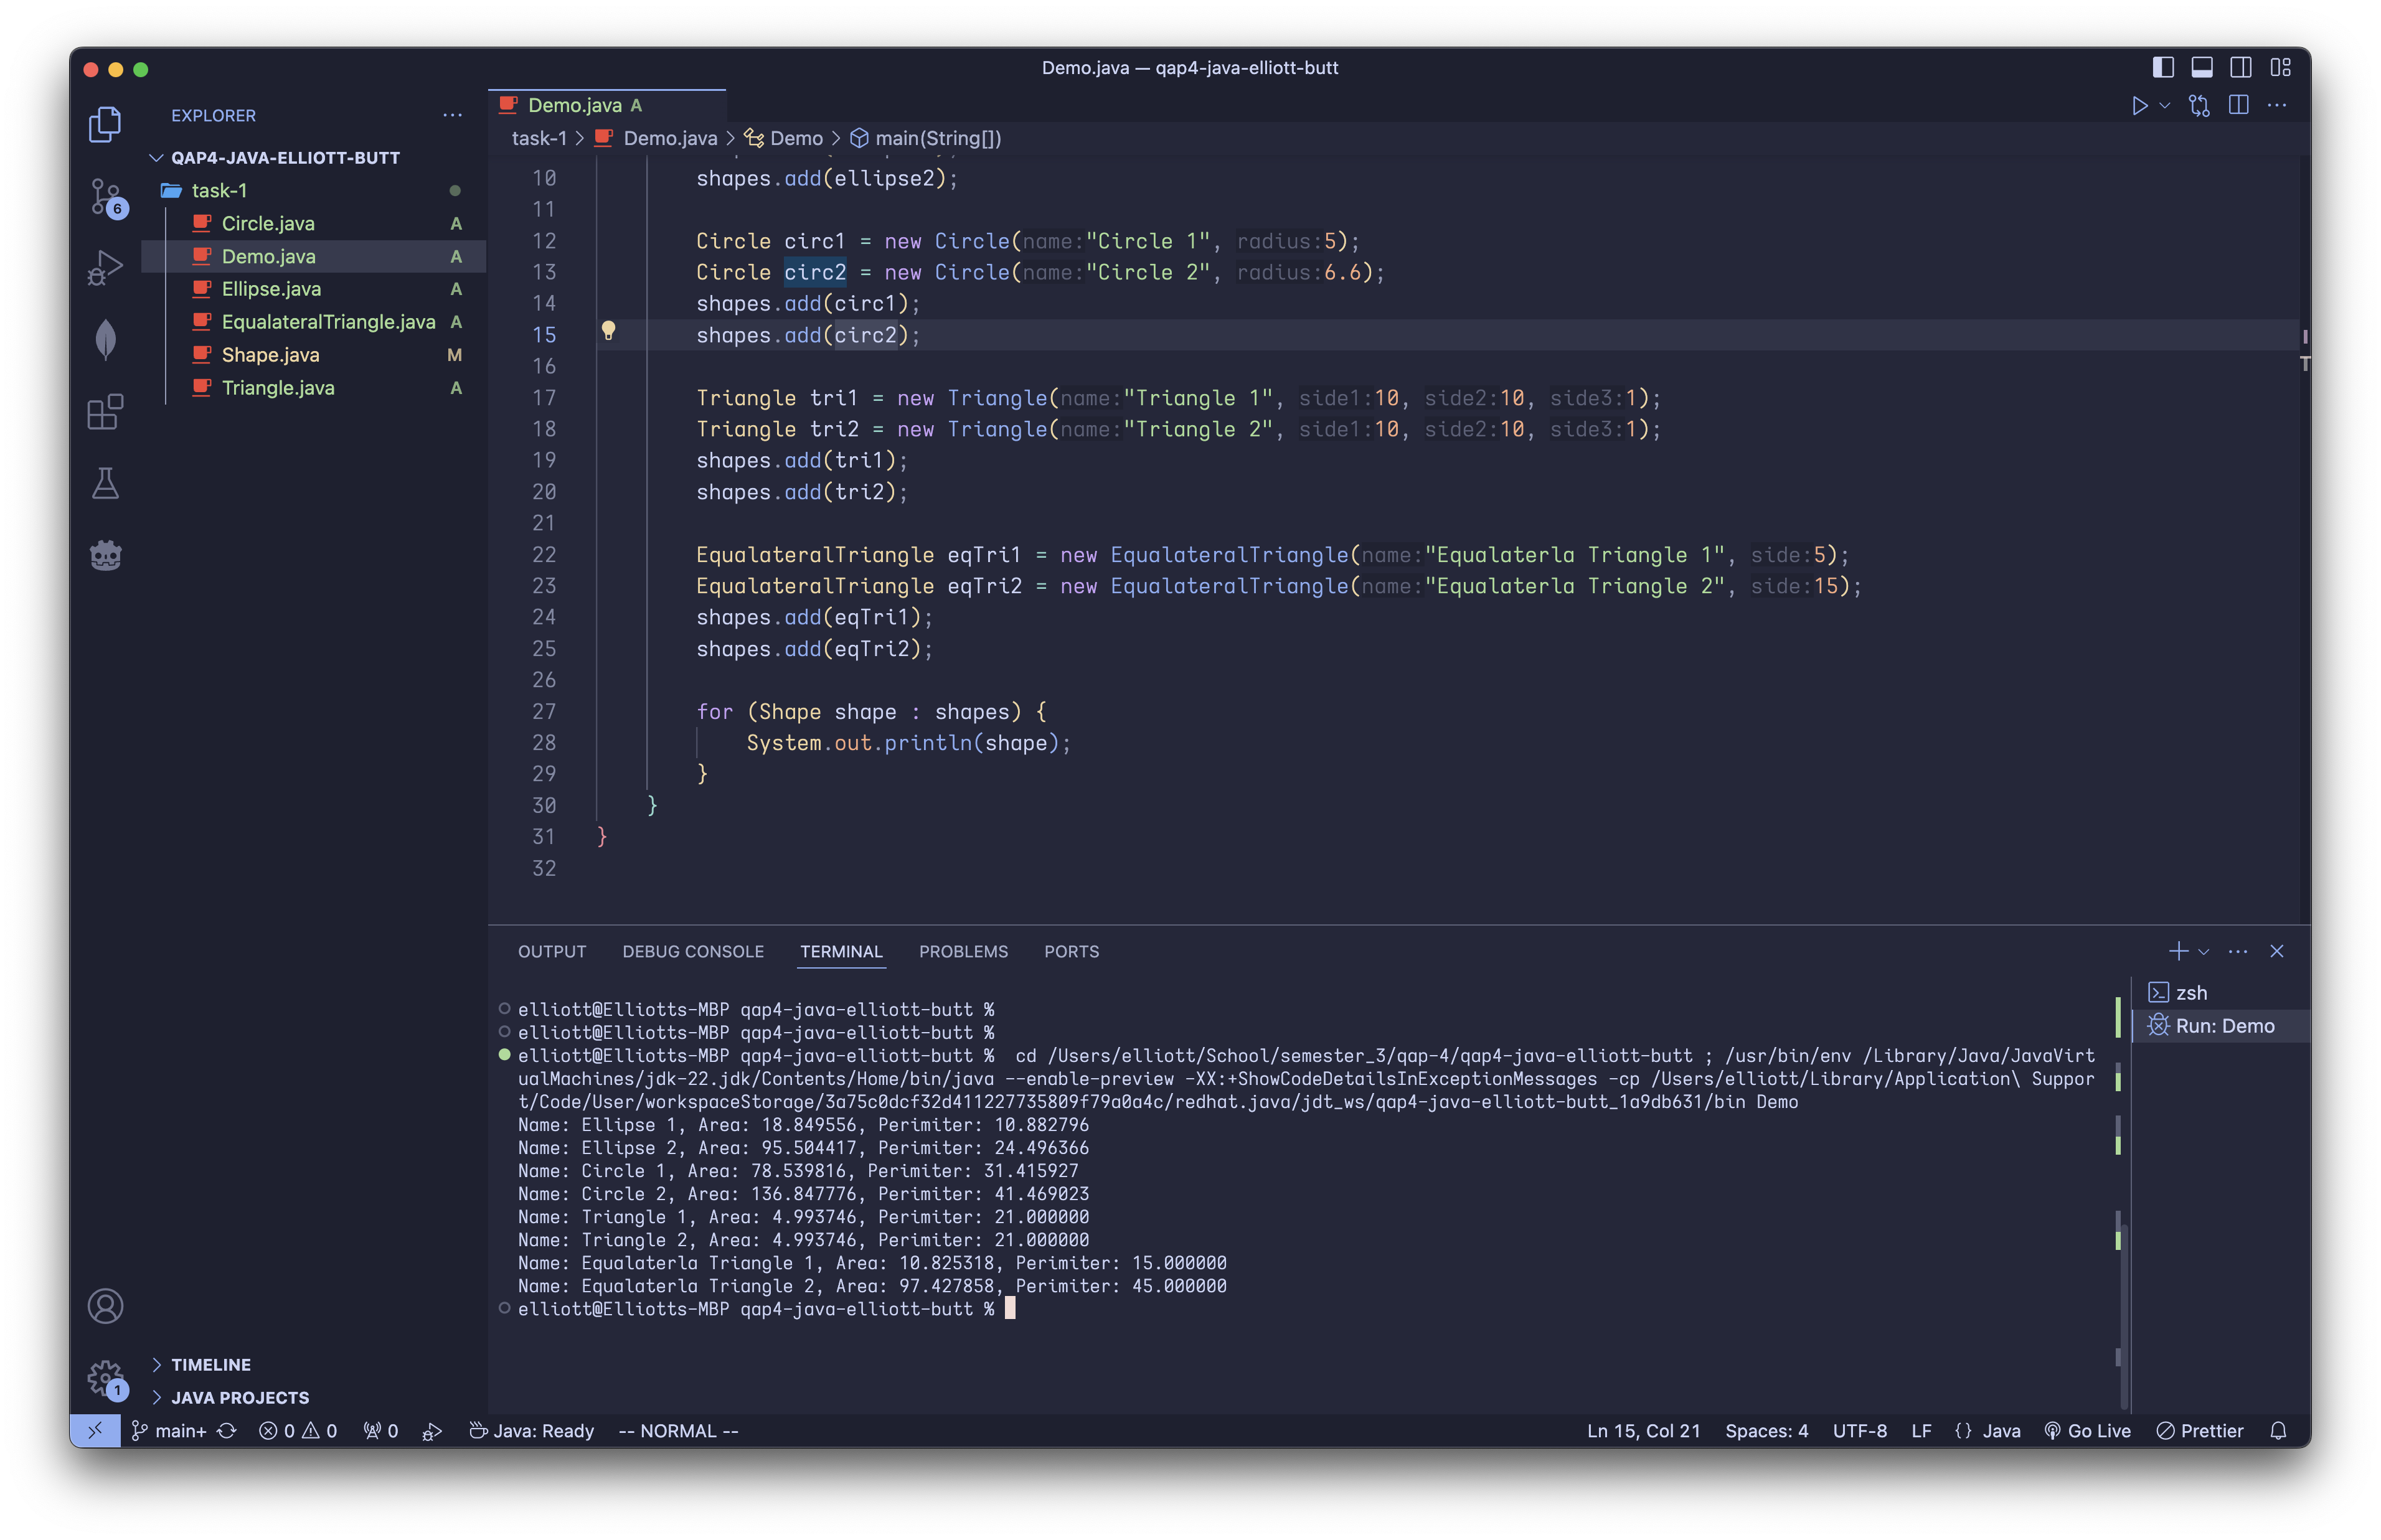 Demo.java — qap4-java-elliott-butt
EXPLORER
QAP4-JAVA-ELLIOTT-BUTT
task-1
Circle.java A
Demo.java A
Ellipse.java A
EqualateralTriangle.java A
Shape.java M
Triangle.java A
6
TIMELINE
JAVA PROJECTS
1
Demo.java A
task-1 > Demo.java > Demo > main(String[])
10 shapes.add(ellipse2);
11
12 Circle circ1 = new Circle(name:"Circle 1", radius:5);
13 Circle circ2 = new Circle(name:"Circle 2", radius:6.6);
14 shapes.add(circ1);
15 shapes.add(circ2);
16
17 Triangle tri1 = new Triangle(name:"Triangle 1", side1:10, side2:10, side3:1);
18 Triangle tri2 = new Triangle(name:"Triangle 2", side1:10, side2:10, side3:1);
19 shapes.add(tri1);
20 shapes.add(tri2);
21
22 EqualateralTriangle eqTri1 = new EqualateralTriangle(name:"Equalaterla Triangle 1", side:5);
23 EqualateralTriangle eqTri2 = new EqualateralTriangle(name:"Equalaterla Triangle 2", side:15);
24 shapes.add(eqTri1);
25 shapes.add(eqTri2);
26
27 for (Shape shape : shapes) {
28 System.out.println(shape);
29 }
30 }
31 }
32
OUTPUT DEBUG CONSOLE TERMINAL PROBLEMS PORTS
elliott@Elliotts-MBP qap4-java-elliott-butt %
elliott@Elliotts-MBP qap4-java-elliott-butt %
elliott@Elliotts-MBP qap4-java-elliott-butt % cd /Users/elliott/School/semester_3/qap-4/qap4-java-elliott-butt ; /usr/bin/env /Library/Java/JavaVirt
ualMachines/jdk-22.jdk/Contents/Home/bin/java --enable-preview -XX:+ShowCodeDetailsInExceptionMessages -cp /Users/elliott/Library/Application\ Suppor
t/Code/User/workspaceStorage/3a75c0dcf32d411227735809f79a0a4c/redhat.java/jdt_ws/qap4-java-elliott-butt_1a9db631/bin Demo
Name: Ellipse 1, Area: 18.849556, Perimiter: 10.882796
Name: Ellipse 2, Area: 95.504417, Perimiter: 24.496366
Name: Circle 1, Area: 78.539816, Perimiter: 31.415927
Name: Circle 2, Area: 136.847776, Perimiter: 41.469023
Name: Triangle 1, Area: 4.993746, Perimiter: 21.000000
Name: Triangle 2, Area: 4.993746, Perimiter: 21.000000
Name: Equalaterla Triangle 1, Area: 10.825318, Perimiter: 15.000000
Name: Equalaterla Triangle 2, Area: 97.427858, Perimiter: 45.000000
elliott@Elliotts-MBP qap4-java-elliott-butt %
zsh
Run: Demo
main+ 0 0 0 Java: Ready -- NORMAL -- Ln 15, Col 21 Spaces: 4 UTF-8 LF {} Java Go Live Prettier